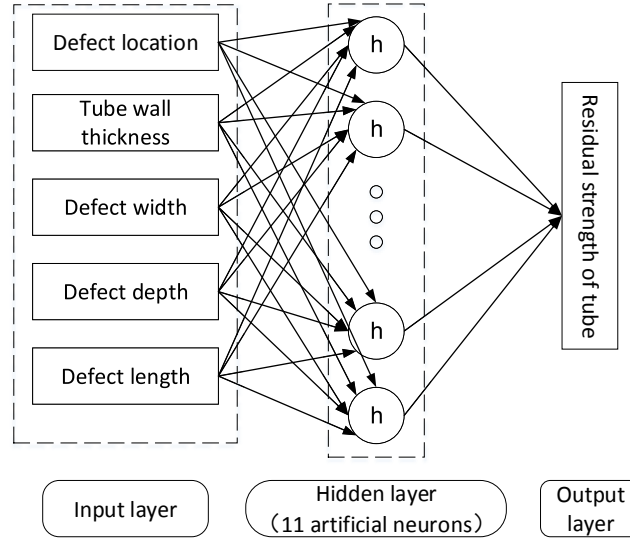 Defect location
Tube wall
thickness
Defect width
Defect depth
Defect length
h
h
h
h
Residual strength of tube
Input layer
Hidden layer
（11 artificial neurons）
Output
layer